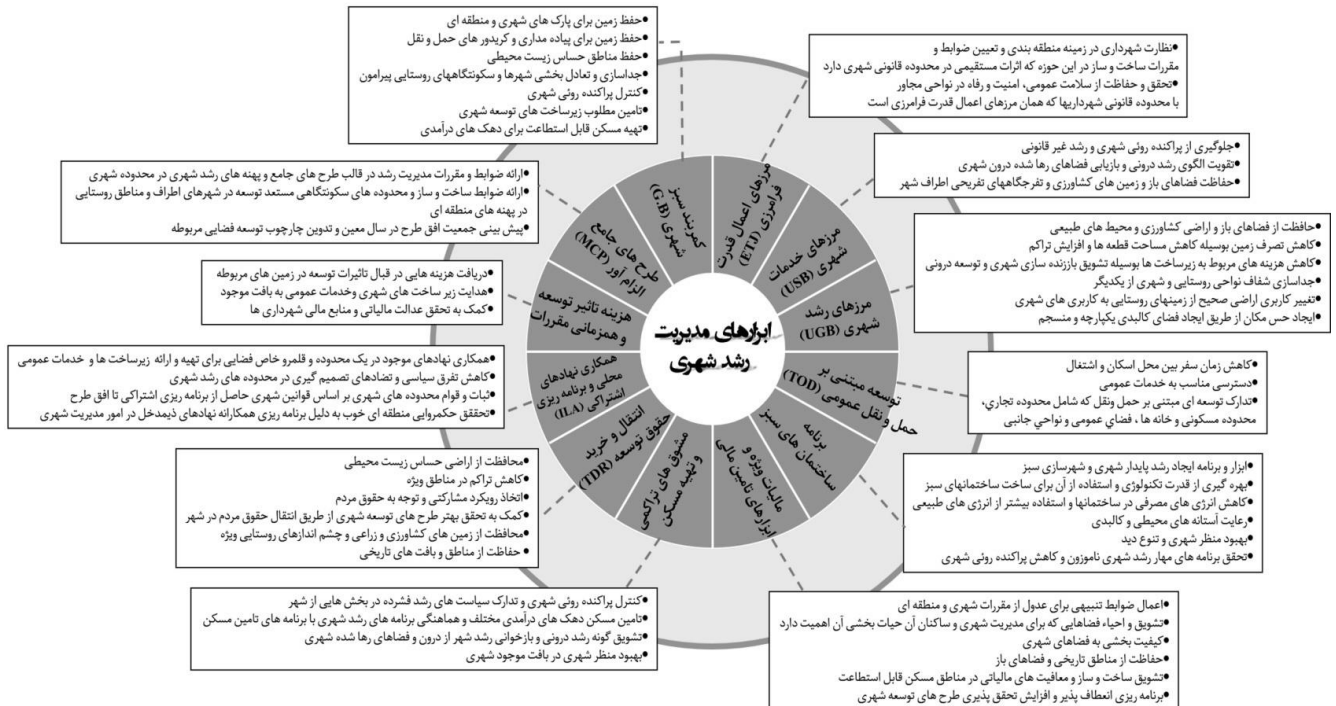 ابزارهای مدیریت
رشد شهری
مرزهای اعمال قدرت
فرامرزی (ETJ)
●نظارت شهرداری در زمینه منطقه بندی و تعیین ضوابط و
مقررات ساخت و ساز در این حوزه که اثرات مستقیمی در محدوده قانونی شهری دارد
●تحقق و حفاظت از سلامت عمومی، امنیت و رفاه در نواحی مجاور
با محدوده قانونی شهرداریها که همان مرزهای اعمال قدرت فرامرزی است
مرزهای خدمات
شهری (USB)
●جلوگیری از پراکنده روئی شهری و رشد غیر قانونی
●تقویت الگوی رشد درونی و بازیابی فضاهای رها شده درون شهری
●حفاظت فضاهای باز و زمین های کشاورزی و تفرجگاههای تفریحی اطراف شهر
مرزهای رشد
شهری (UGB)
●حافظت از فضاهای باز و اراضی کشاورزی و محیط های طبیعی
●کاهش تصرف زمین بوسیله کاهش مساحت قطعه ها و افزایش تراکم
●کاهش هزینه های مربوط به زیرساخت ها بوسیله تشویق باززنده سازی شهری و توسعه درونی
●جداسازی شفاف نواحی روستایی و شهری از یکدیگر
●تغییر کاربری اراضی صحیح از زمینهای روستایی به کاربری های شهری
●ایجاد حس مکان از طریق ایجاد فضای کالبدی یکپارچه و منسجم
توسعه مبتنی بر
حمل و نقل عمومی (TOD)
●کاهش زمان سفر بین محل اسکان و اشتغال
●دسترسی مناسب به خدمات عمومی
●تدارک توسعه ای مبتنی بر حمل ونقل که شامل محدوده تجاري،
محدوده مسکونی و خانه ها ، فضاي عمومی و نواحي جانبی
برنامه
ساختمان های سبز
●ابزار و برنامه ایجاد رشد پایدار شهری و شهرسازی سبز
●بهره گیری از قدرت تکنولوژی و استفاده از آن برای ساخت ساختمانهای سبز
●کاهش انرژی های مصرفی در ساختمانها و استفاده بیشتر از انرژی های طبیعی
●رعایت آستانه های محیطی و کالبدی
●بهبود منظر شهری و تنوع دید
●تحقق برنامه های مهار رشد شهری ناموزون و کاهش پراکنده روئی شهری
مالیات ویژه و
ابزارهای تامین مالی
●اعمال ضوابط تنبیهی برای عدول از مقررات شهری و منطقه ای
●تشویق و احیاء فضاهایی که برای مدیریت شهری و ساکنان آن حیات بخشی آن اهمیت دارد
●کیفیت بخشی به فضاهای شهری
●حفاظت از مناطق تاریخی و فضاهای باز
●تشویق ساخت و ساز و معافیت های مالیاتی در مناطق مسکن قابل استطاعت
●برنامه ریزی انعطاف پذیر و افزایش تحقق پذیری طرح های توسعه شهری
مشوق های تراکمی
و تهیه مسکن
●کنترل پراکنده روئی شهری و تدارک سیاست های رشد فشرده در بخش هایی از شهر
●تامین مسکن دهک های درآمدی مختلف و هماهنگی برنامه های رشد شهری با برنامه های تامین مسکن
●تشویق گونه رشد درونی و بازخوانی رشد شهر از درون و فضاهای رها شده شهری
●بهبود منظر شهری در بافت موجود شهری
انتقال و خرید
حقوق توسعه (TDR)
●محافظت از اراضی حساس زیست محیطی
●کاهش تراکم در مناطق ویژه
●اتخاذ رویکرد مشارکتی و توجه به حقوق مردم
●کمک به تحقق بهتر طرح های توسعه شهری از طریق انتقال حقوق مردم در شهر
●محافظت از زمین های کشاورزی و زراعی و چشم اندازهای روستایی ویژه
●حفاظت از مناطق و بافت های تاریخی
همکاری نهادهای
محلی و برنامه ریزی
اشتراکی (ILA)
●همکاری نهادهای موجود در یک محدوده و قلمرو خاص فضایی برای تهیه و ارائه زیرساخت ها و خدمات عمومی
●کاهش تفرق سیاسی و تضادهای تصمیم گیری در محدوده های رشد شهری
●ثبات و قوام محدوده های شهری بر اساس قوانین شهری حاصل از برنامه ریزی اشتراکی تا افق طرح
●تحققق حکمروایی منطقه ای خوب به دلیل برنامه ریزی همکارانه نهادهای ذیمدخل در امور مدیریت شهری
هزینه تاثیر توسعه
و همزمانی مقررات
●دریافت هزینه هایی در قبال تاثیرات توسعه در زمین های مربوطه
●هدایت زیر ساخت های شهری وخدمات عمومی به بافت موجود
●کمک به تحقق عدالت مالیاتی و منابع مالی شهرداری ها
طرح های جامع
الزام آور (MCP)
●ارائه ضوابط و مقررات مدیریت رشد در قالب طرح های جامع و پهنه های رشد شهری در محدوده شهری
●ارائه ضوابط ساخت و ساز و محدوده های سکونتگاهی مستعد توسعه در شهرهای اطراف و مناطق روستایی
در پهنه های منطقه ای
●پیش بینی جمعیت افق طرح در سال معین و تدوین چارچوب توسعه فضایی مربوطه
کمربند سبز
شهری (G.B)
●حفظ زمین برای پارک های شهری و منطقه ای
●حفظ زمین برای پیاده مداری و کریدور های حمل و نقل
●حفظ مناطق حساس زیست محیطی
●جداسازی و تعادل بخشی شهرها و سکونتگاههای روستایی پیرامون
●کنترل پراکنده روئی شهری
●تامین مطلوب زیرساخت های توسعه شهری
●تهیه مسکن قابل استطاعت برای دهک های درآمدی